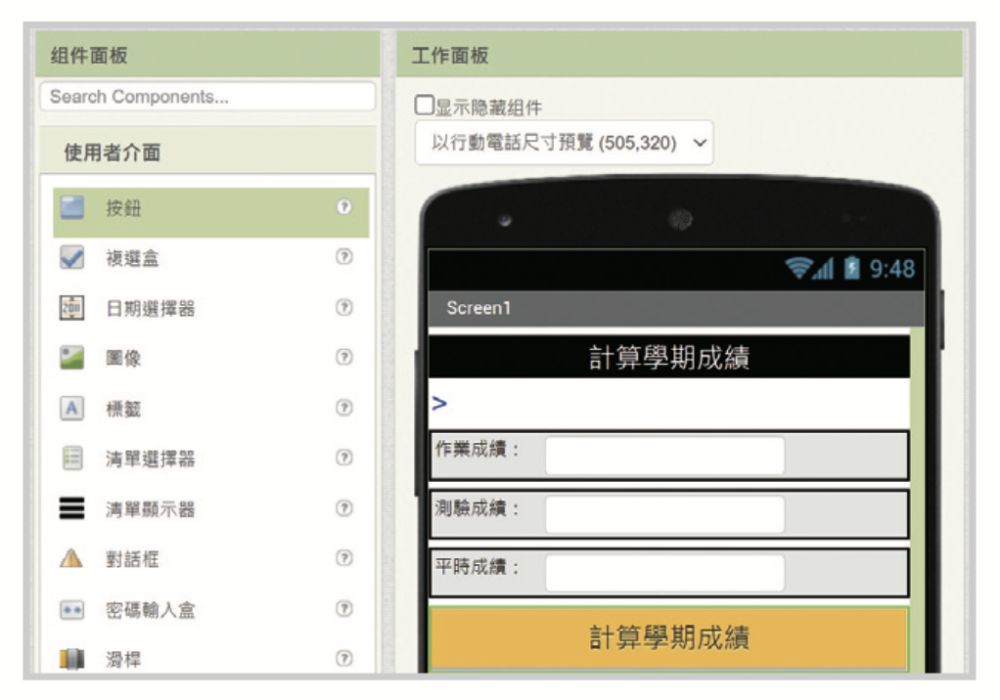 组件面板
Search Components...
使用者介面
按鈕
複選盒
日期選擇器
圖像
標籤
清單選擇器
清單顯示器
對話框
密碼輸入盒
滑桿
工作面板
显示隐藏组件
以行動電話尺寸預覽 (505,320)
9:48
Screen1
計算學期成績
>
作業成績：
測驗成績：
平時成績：
計算學期成績